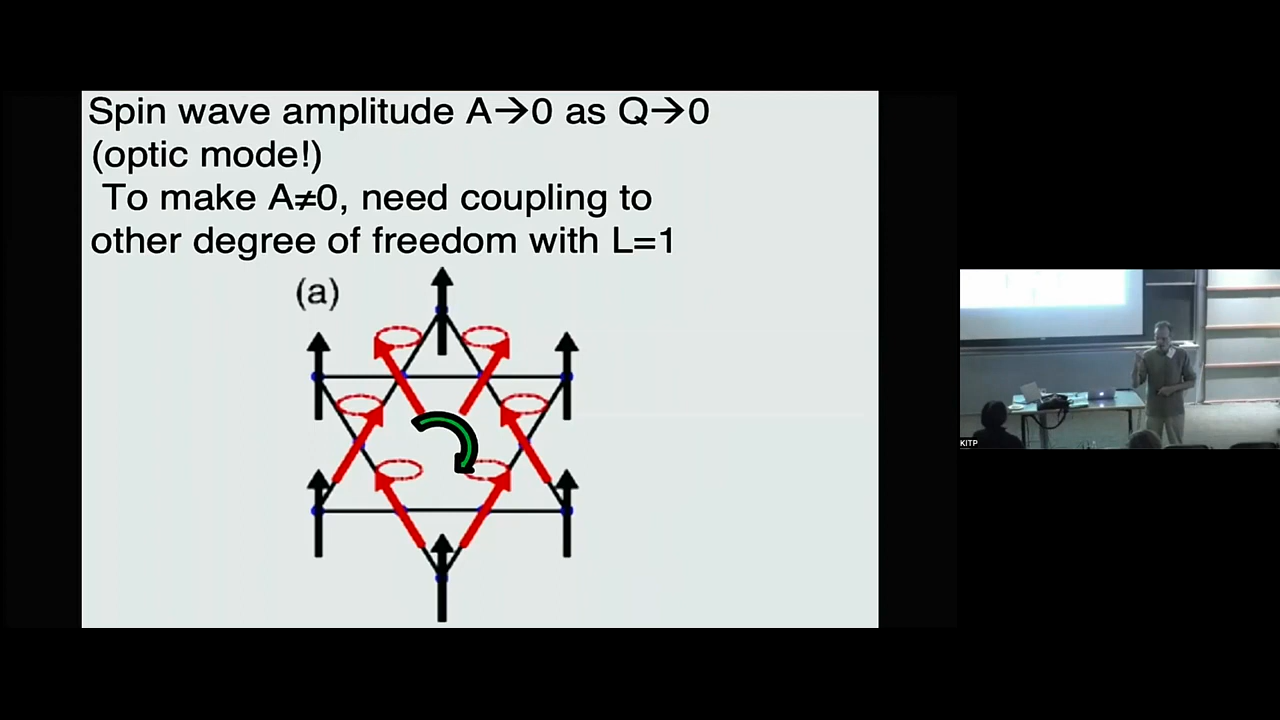 Spin wave amplitude A→0 as Q→0
(optic mode!)
To make A≠0, need coupling to
other degree of freedom with L=1
(a)
KITP